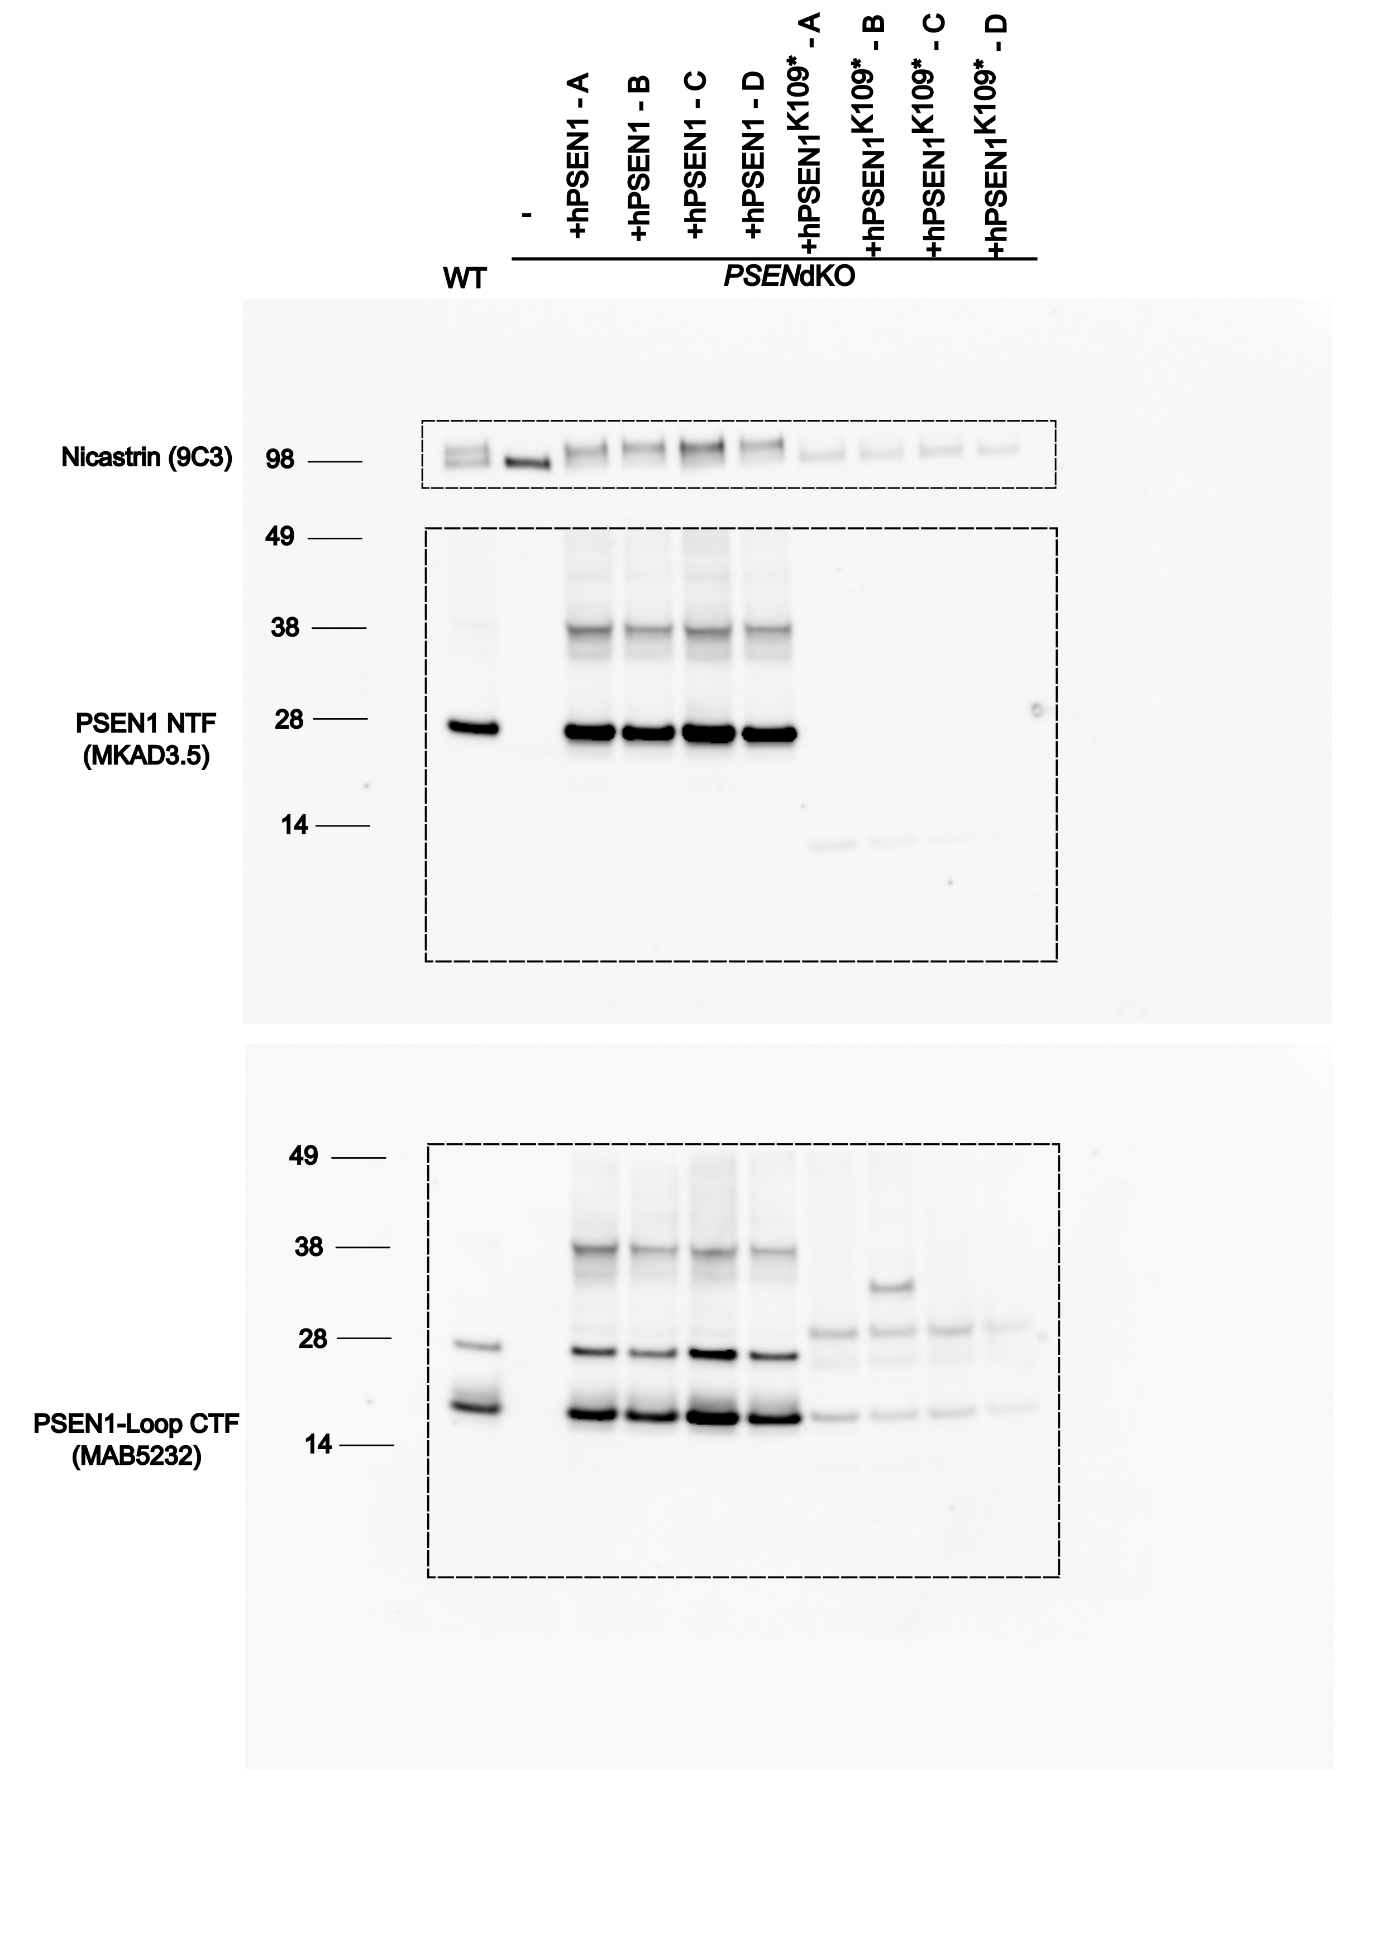 -
+hPSEN1 - A
+hPSEN1 - B
+hPSEN1 - C
+hPSEN1 - D
+hPSEN1K109* - A
+hPSEN1K109* - B
+hPSEN1K109* - C
+hPSEN1K109* - D
WT
PSENdKO
Nicastrin (9C3)
98
49
38
28
PSEN1 NTF
(MKAD3.5)
14
49
38
28
PSEN1-Loop CTF
(MAB5232)
14